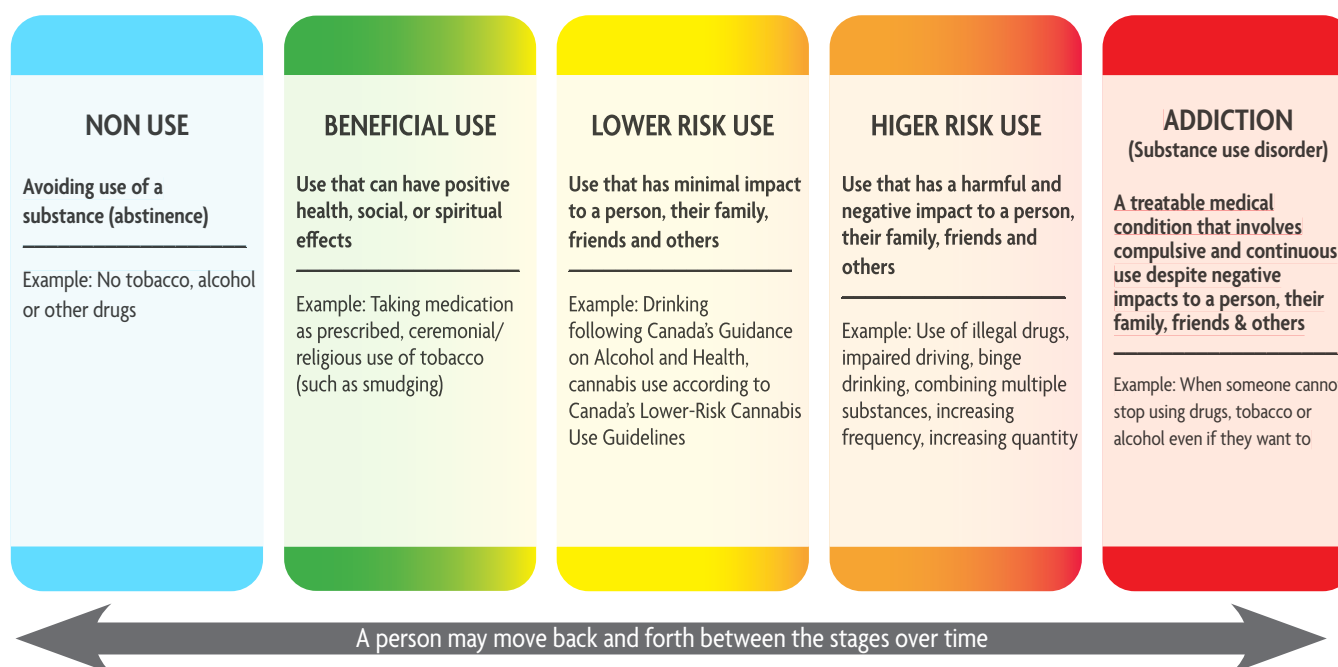 NON USE
Avoiding use of a
substance (abstinence)
Example: No tobacco, alcohol
or other drugs
BENEFICIAL USE
Use that can have positive
health, social, or spiritual
effects
Example: Taking medication
as prescribed, ceremonial/
religious use of tobacco
(such as smudging)
LOWER RISK USE
Use that has minimal impact
to a person, their family,
friends and others
Example: Drinking
following Canada's Guidance
on Alcohol and Health,
cannabis use according to
Canada's Lower-Risk Cannabis
Use Guidelines
HIGER RISK USE
Use that has a harmful and
negative impact to a person,
their family, friends and
others
Example: Use of illegal drugs,
impaired driving, binge
drinking, combining multiple
substances, increasing
frequency, increasing quantity
ADDICTION
(Substance use disorder)
A treatable medical
condition that involves
compulsive and continuous
use despite negative
impacts to a person, their
family, friends & others
Example: When someone canno
stop using drugs, tobacco or
alcohol even if they want to
A person may move back and forth between the stages over time